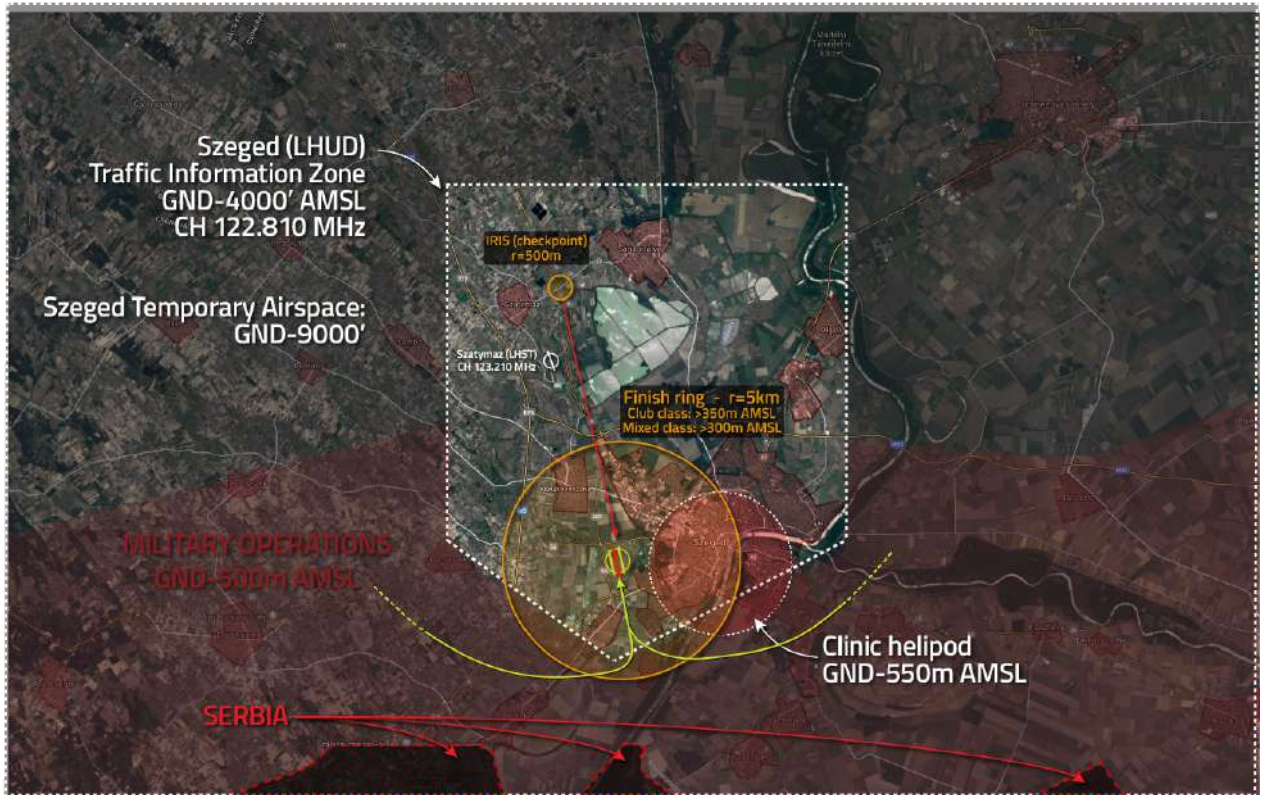 Szeged (LHUD)
Traffic Information Zone
GND-4000' AMSL
CH 122.810 MHz
Szeged Temporary Airspace:
GND-9000'
IRIS (checkpoint)
r=500m
Szatymaz (LHST)
CH 123.210 MHz
Finish ring - r=5km
Club class: >350m AMSL
Mixed class: >300m AMSL
MILITARY OPERATIONS
GND-500m AMSL
Szeged
Clinic helipod
GND-550m AMSL
SERBIA